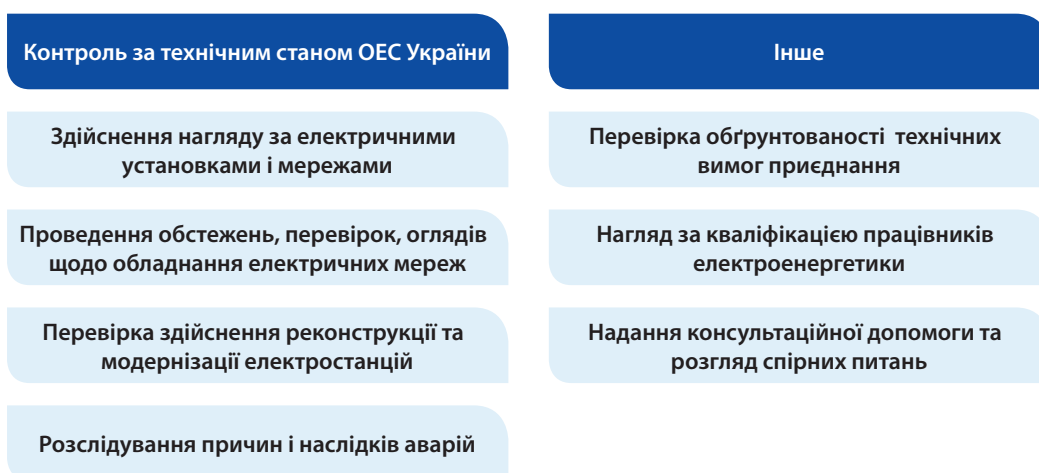 Контроль за технічним станом ОЕС України
Здійснення нагляду за електричними
установками і мережами
Проведення обстежень, перевірок, оглядів
щодо обладнання електричних мереж
Перевірка здійснення реконструкції та
модернізації електростанцій
Розслідування причин і наслідків аварій
Інше
Перевірка обґрунтованості технічних
вимог приєднання
Нагляд за кваліфікацією працівників
електроенергетики
Надання консультаційної допомоги та
розгляд спірних питань